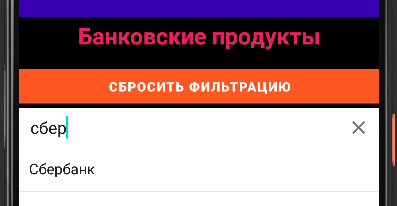 Банковские продукты
СБРОСИТЬ ФИЛЬТРАЦИЮ
сбер
Сбербанк